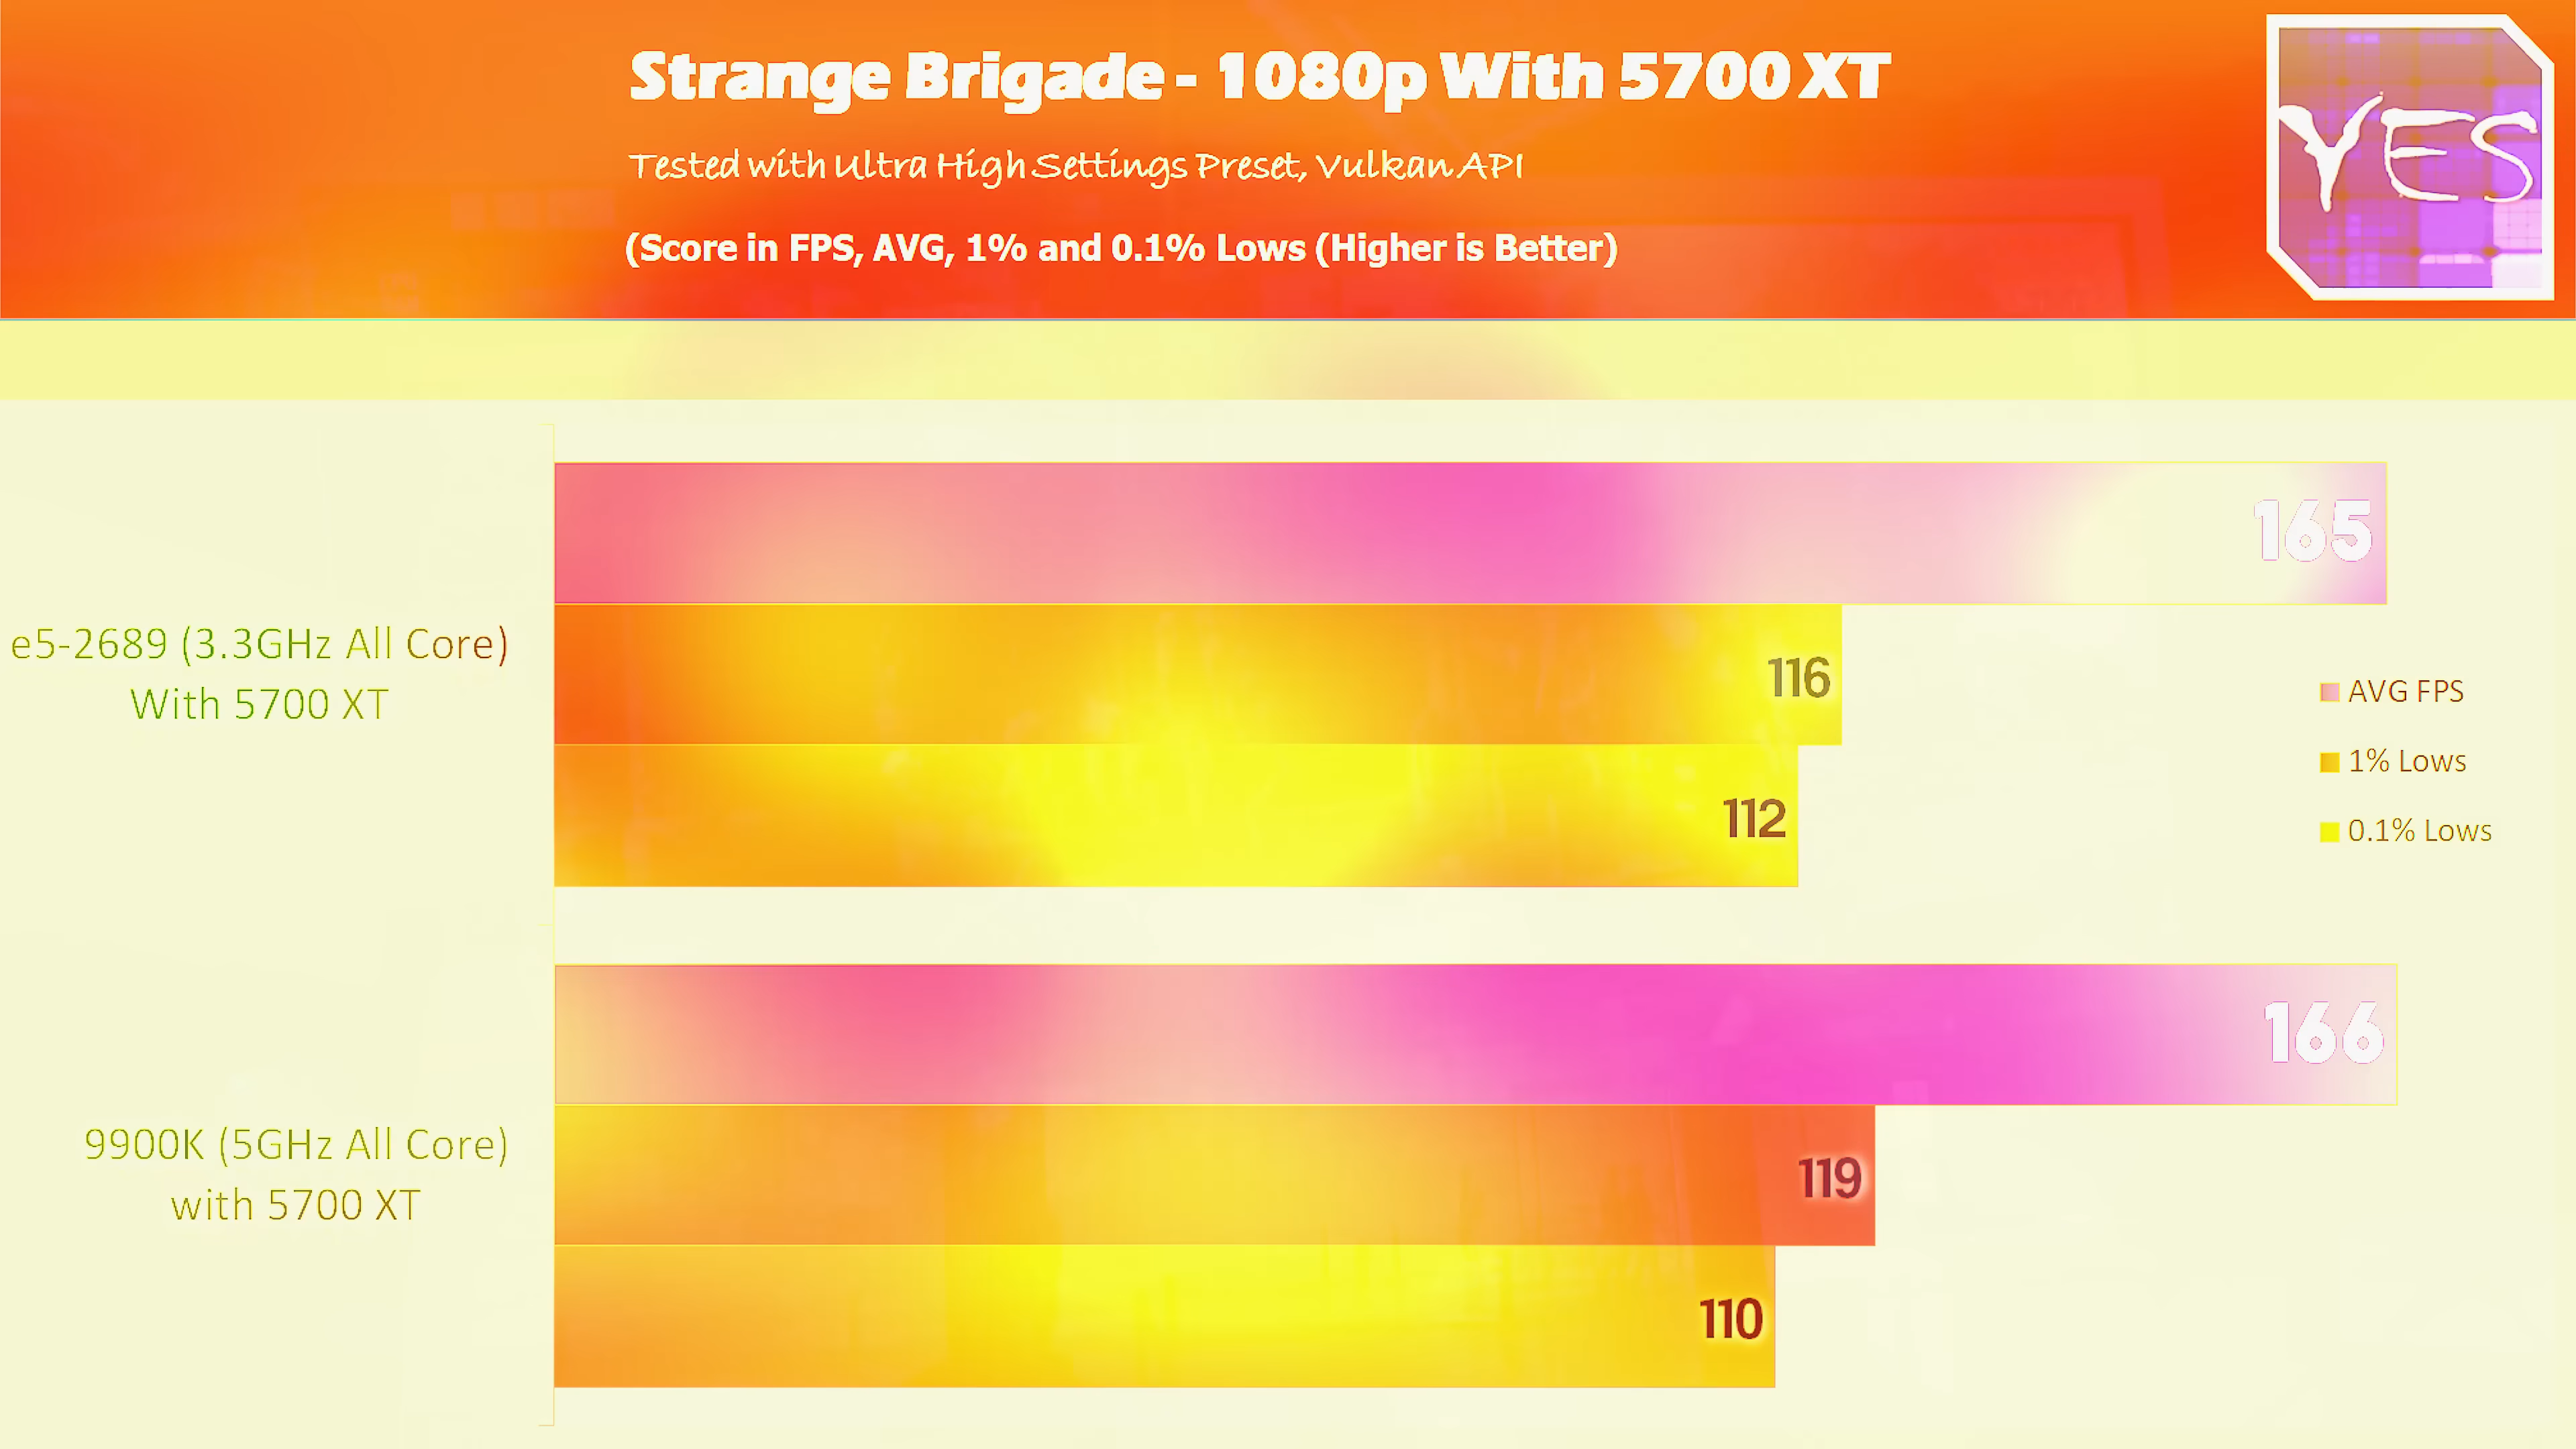 Strange Brigade - 1080p With 5700 XT
Tested with Ultra High Settings Preset, Vulkan API
(Score in FPS, AVG, 1% and 0.1% Lows (Higher is Better)
YES
165
e5-2689 (3.3GHz All Core)
With 5700 XT
116
112
AVG FPS
1% Lows
0.1% Lows
166
9900K (5GHz All Core)
with 5700 XT
119
110